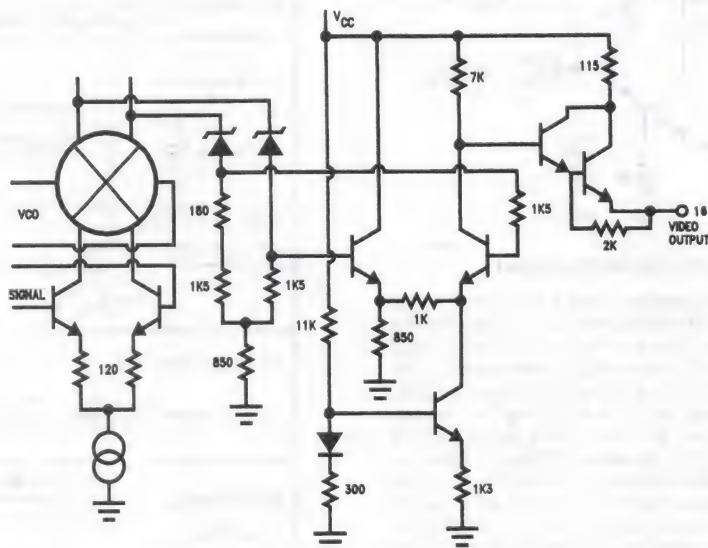 VCC
115
7K
180
1K5
VCO
16
VIDEO
OUTPUT
2K
SIGNAL
1K5
1K5
1K
11K
850
120
850
300
1K3